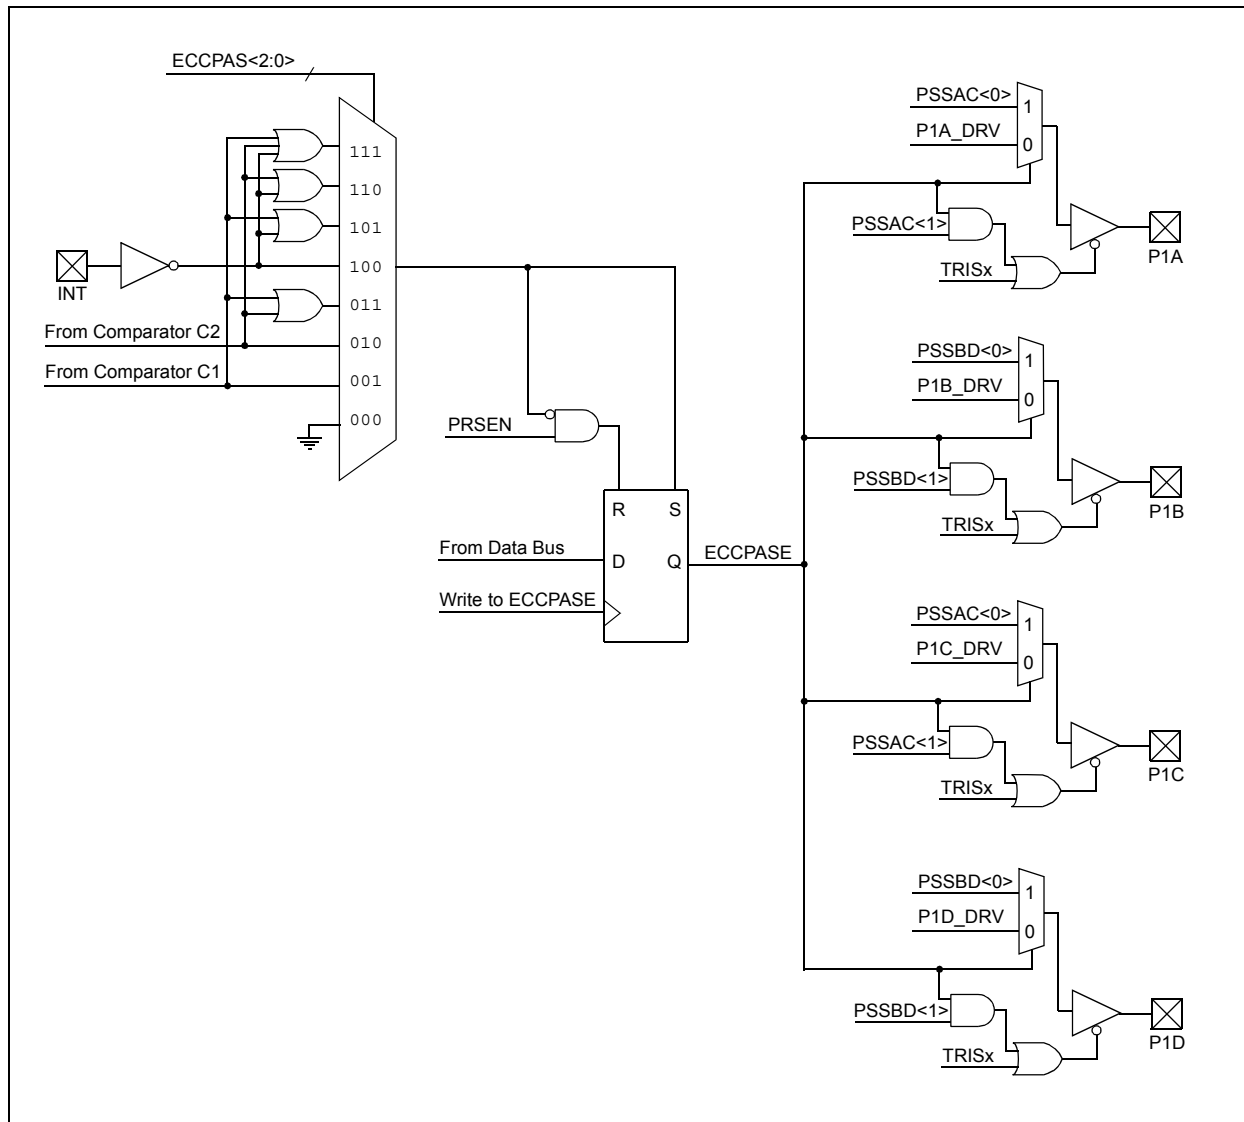 ECCPAS<2:0>
111
110
101
100
011
010
001
000
INT
From Comparator C2
From Comparator C1
PRSEN
R S
From Data Bus
D Q
ECCPASE
Write to ECCPASE
PSSAC<0>
1
P1A_DRV
0
PSSAC<1>
TRISx
P1A
PSSBD<0>
1
P1B_DRV
0
PSSBD<1>
TRISx
P1B
PSSAC<0>
1
P1C_DRV
0
PSSAC<1>
TRISx
P1C
PSSBD<0>
1
P1D_DRV
0
PSSBD<1>
TRISx
P1D